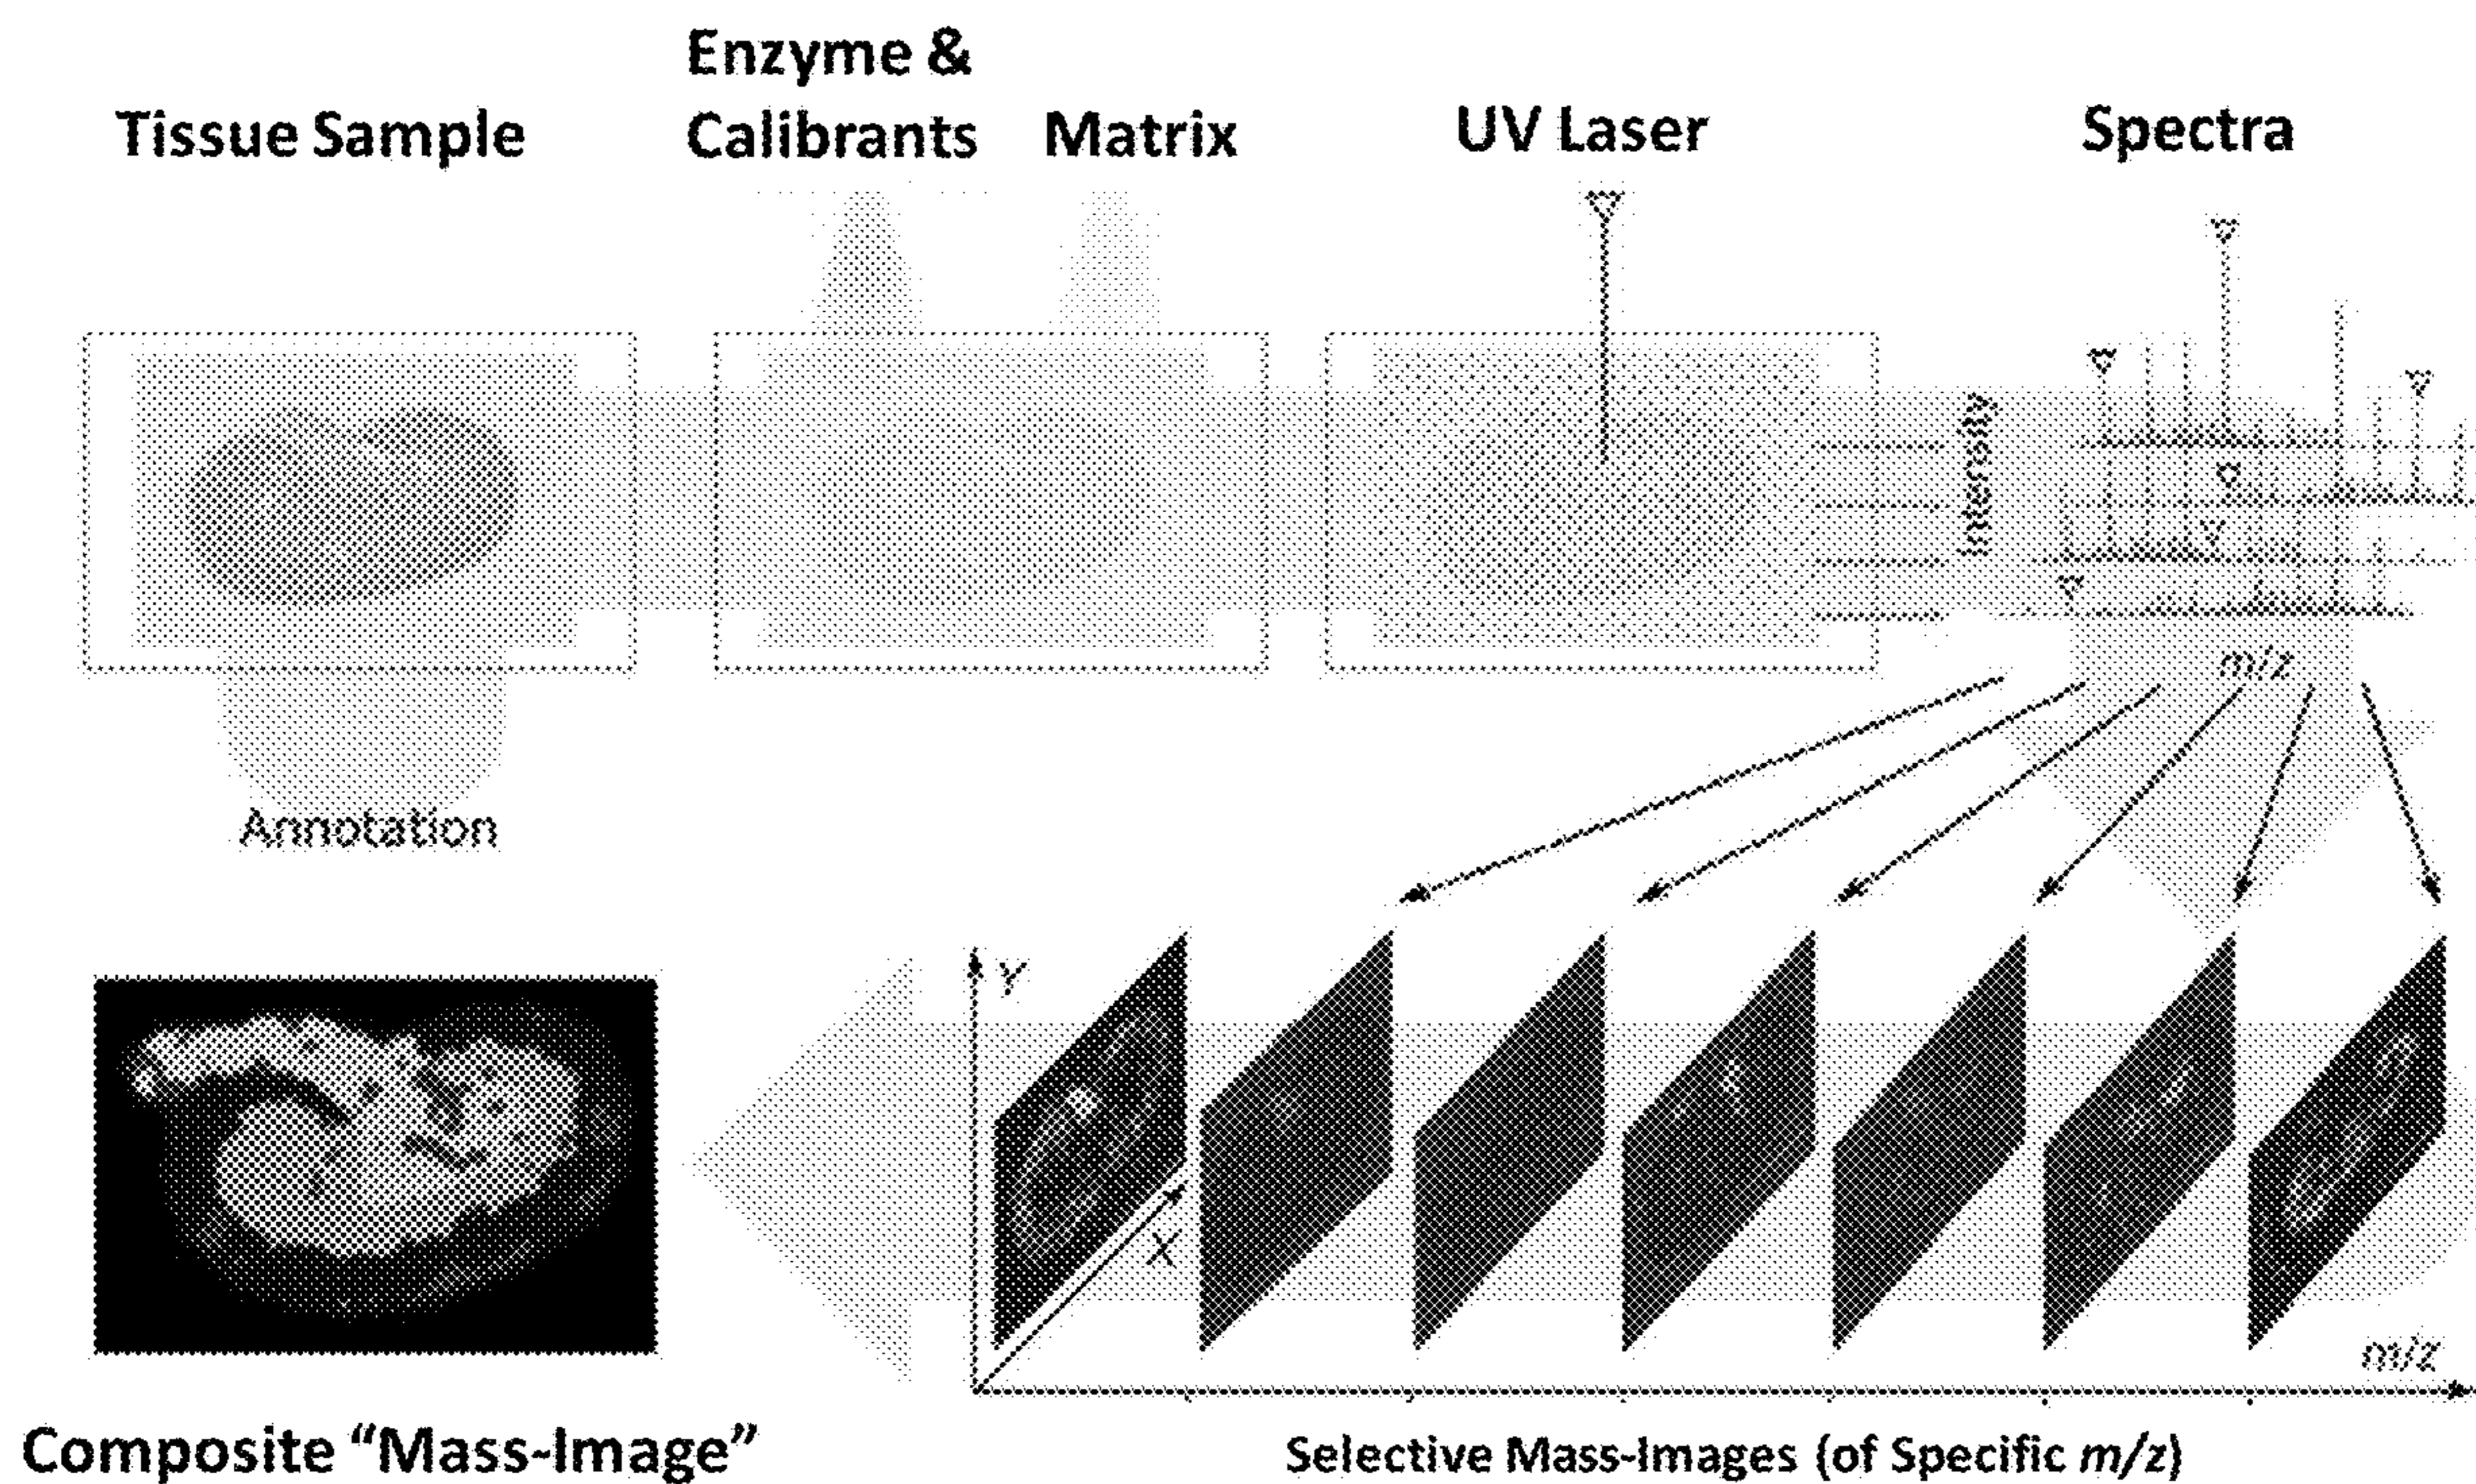 Enzyme &
Tissue Sample Calibrants Matrix UV Laser Spectra
Intensity
m/z
Annotation
Y
X
m/z
Composite “Mass-Image”
Selective Mass-Images (of Specific m/z)